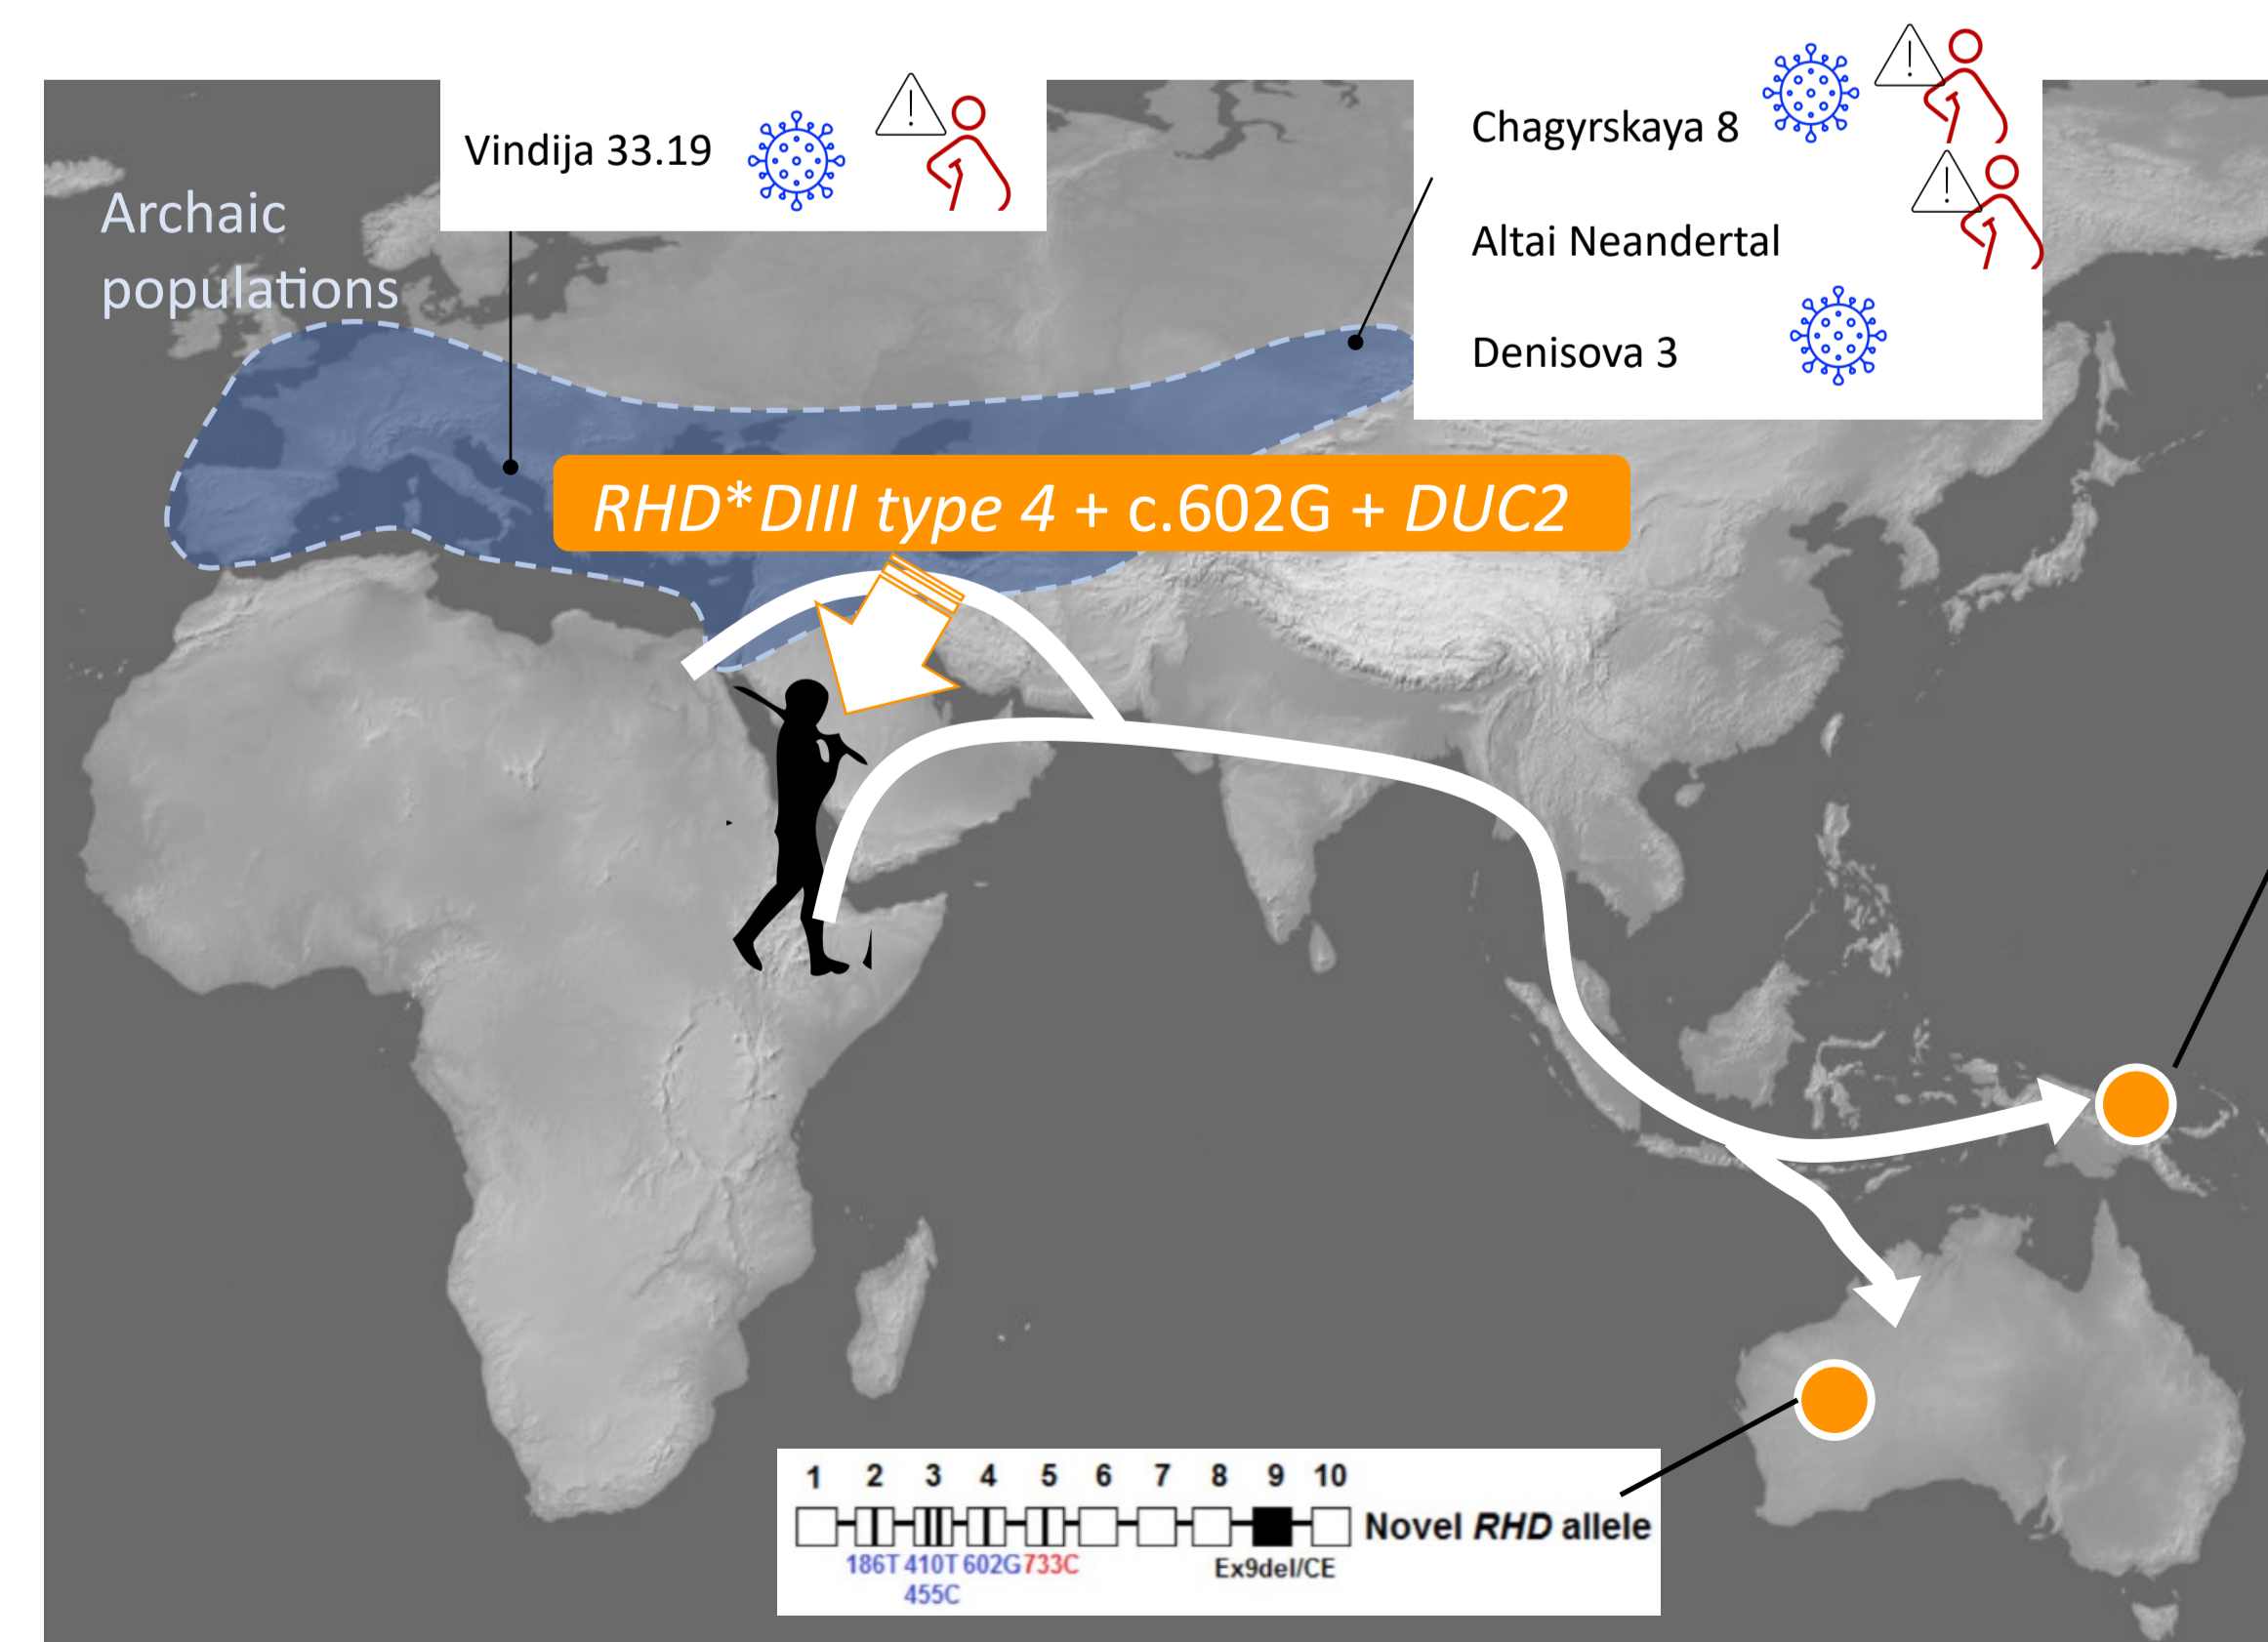 Vindija 33.19
!
Chagyrskaya 8
!
Archaic
populations
!
Altai Neandertal
Denisova 3
RHD*DIII type 4 + c.602G + DUC2
1 2 3 4 5 6 7 8 9 10
Novel RHD allele
186T 410T 602G 733C
Ex9del/CE
455C